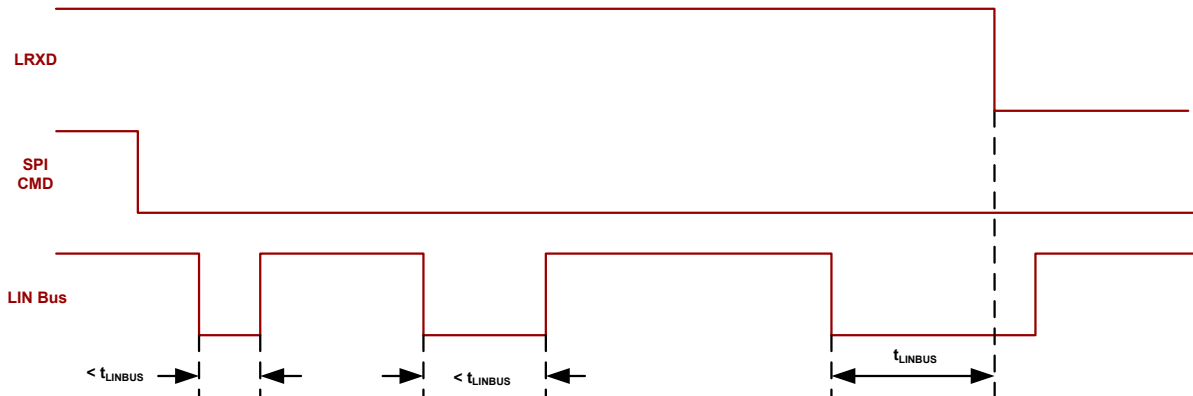 LRXD
SPI
CMD
LIN Bus
< tLINBUS
< tLINBUS
tLINBUS